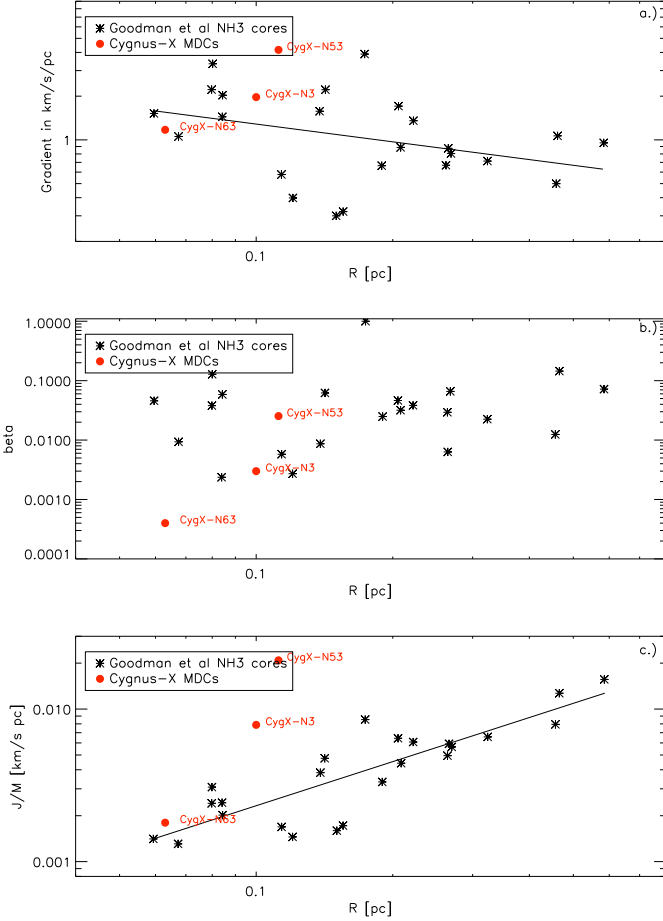 a.)
Goodman et al NH3 cores
Cygnus-X MDCs
CygX-N53
CygX-N3
CygX-N63
Gradient in km/s/pc
1
0.1
R [pc]
b.)
Goodman et al NH3 cores
Cygnus-X MDCs
CygX-N53
CygX-N3
CygX-N63
beta
1.0000
0.1000
0.0100
0.0010
0.0001
0.1
R [pc]
c.)
Goodman et al NH3 cores
Cygnus-X MDCs
CygX-N53
CygX-N3
CygX-N63
J/M [km/s pc]
0.010
0.001
0.1
R [pc]